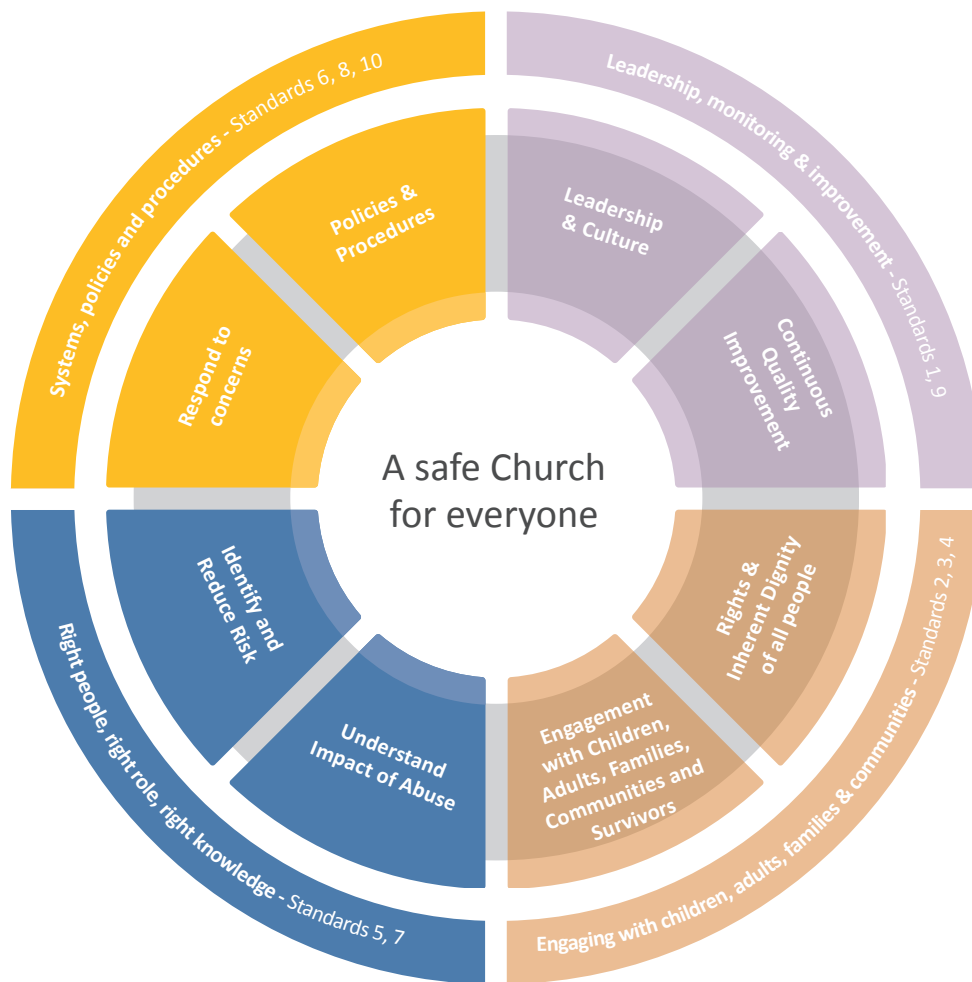 Systems, policies and procedures - Standards 6, 8, 10
Leadership, monitoring & improvement - Standards 1, 9
Policies &
Procedures
Leadership
& Culture
Respond to
concerns
Continuous
Quality
Improvement
A safe Church
for everyone
Identify and
Reduce Risk
Rights &
Inherent Dignity
of all people
Understand
Impact of Abuse
Engagement
with Children,
Adults, Families,
Communities and
Survivors
Right people, right role, right knowledge - Standards 5, 7
Engaging with children, adults, families & communities - Standards 2, 3, 4